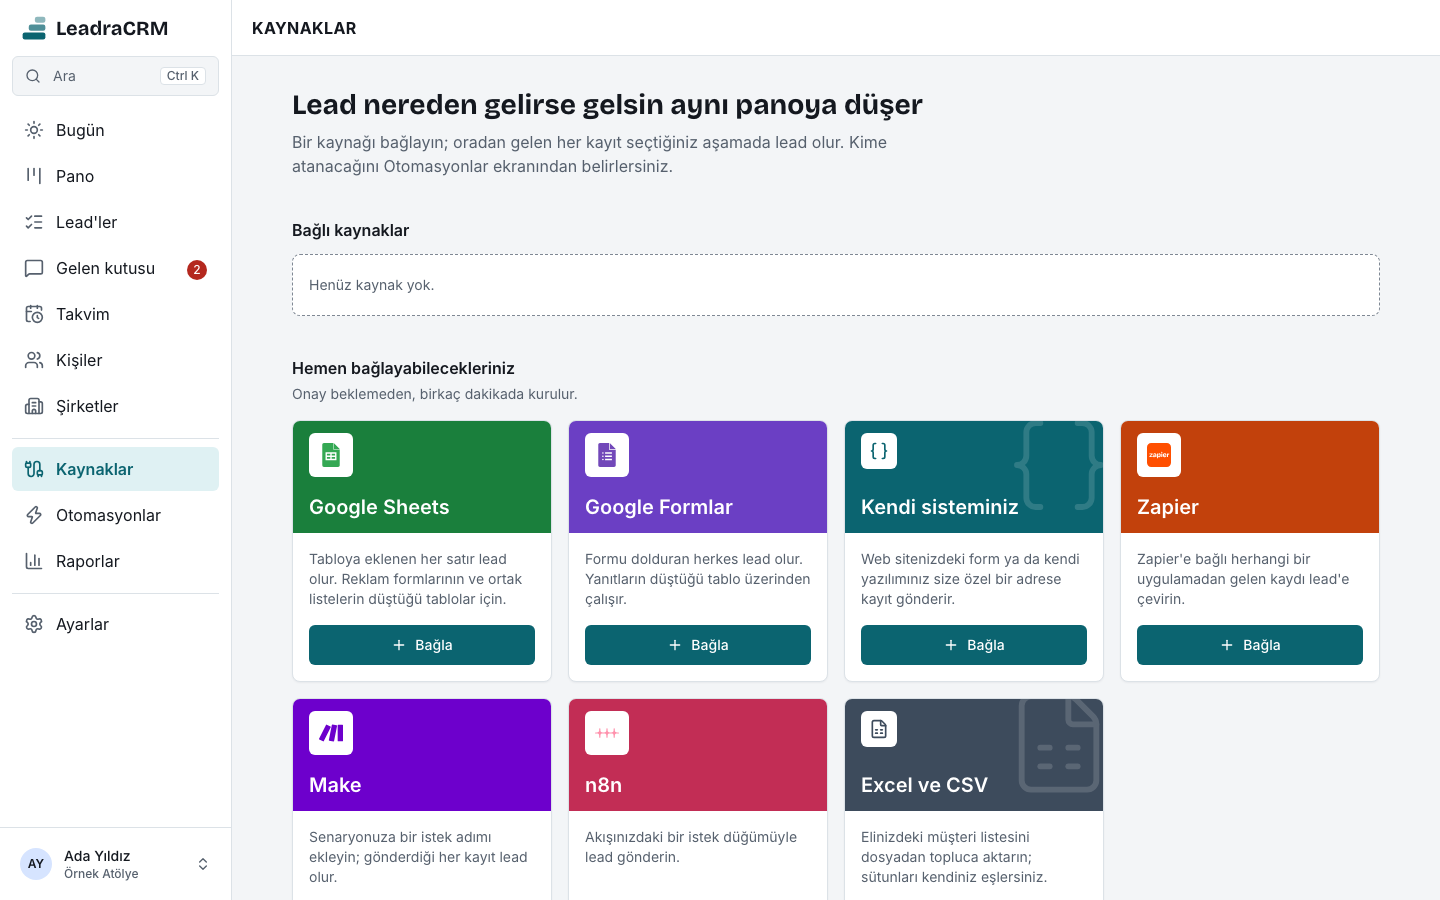 LeadraCRM
Ara
Ctrl K
Bugün
Pano
Lead'ler
Gelen kutusu
2
Takvim
Kişiler
Şirketler
Kaynaklar
Otomasyonlar
Raporlar
Ayarlar
AY
Ada Yıldız
Örnek Atölye
KAYNAKLAR
Lead nereden gelirse gelsin aynı panoya düşer
Bir kaynağı bağlayın; oradan gelen her kayıt seçtiğiniz aşamada lead olur. Kime
atanacağını Otomasyonlar ekranından belirlersiniz.
Bağlı kaynaklar
Henüz kaynak yok.
Hemen bağlayabilecekleriniz
Onay beklemeden, birkaç dakikada kurulur.
Google Sheets
Tabloya eklenen her satır lead
olur. Reklam formlarının ve ortak
listelerin düştüğü tablolar için.
+ Bağla
Google Formlar
Formu dolduran herkes lead olur.
Yanıtların düştüğü tablo üzerinden
çalışır.
+ Bağla
{ }
Kendi sisteminiz
Web sitenizdeki form ya da kendi
yazılımınız size özel bir adrese
kayıt gönderir.
+ Bağla
zapier
Zapier
Zapier'e bağlı herhangi bir
uygulamadan gelen kaydı lead'e
çevirin.
+ Bağla
Make
Senaryonuza bir istek adımı
ekleyin; gönderdiği her kayıt lead
olur.
n8n
Akışınızdaki bir istek düğümüyle
lead gönderin.
Excel ve CSV
Elinizdeki müşteri listesini
dosyadan topluca aktarın;
sütunları kendiniz eşlersiniz.